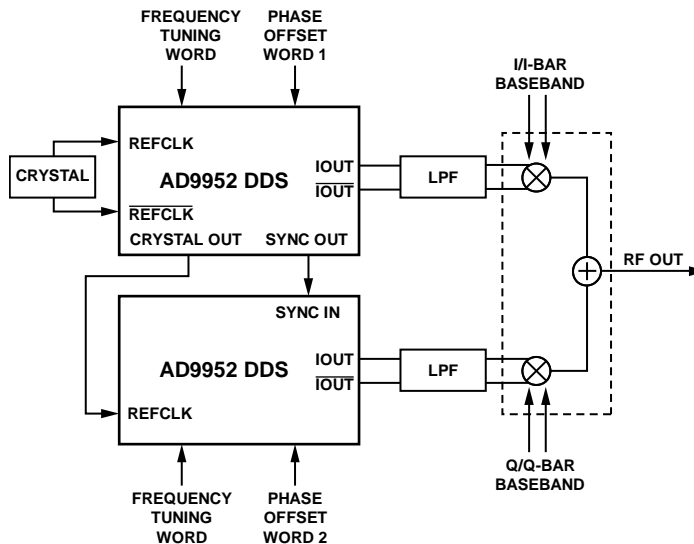 FREQUENCY
TUNING
WORD
PHASE
OFFSET
WORD 1
I/I-BAR
BASEBAND
CRYSTAL
REFCLK
AD9952 DDS
REFCLK
CRYSTAL OUT
SYNC OUT
IOUT
IOUT
LPF
RF OUT
SYNC IN
AD9952 DDS
REFCLK
IOUT
IOUT
LPF
FREQUENCY
TUNING
WORD
PHASE
OFFSET
WORD 2
Q/Q-BAR
BASEBAND